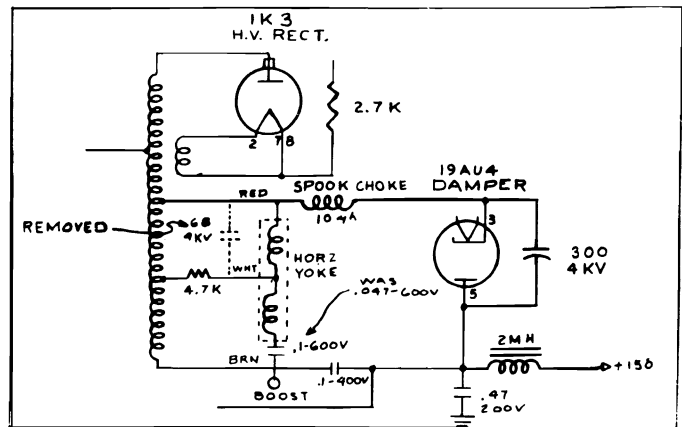 1K3
H.V. RECT.
2.7K
2 7 8
19AU4
DAMPER
SPOOK CHOKE
RED
10.4Λ
3
REMOVED
68
4KV
HORZ
YOKE
300
4KV
WHT
4.7K
WAS
.047-600V
5
2MH
.1-600V
BRN
.1-400V
+150
BOOST
.47
200V